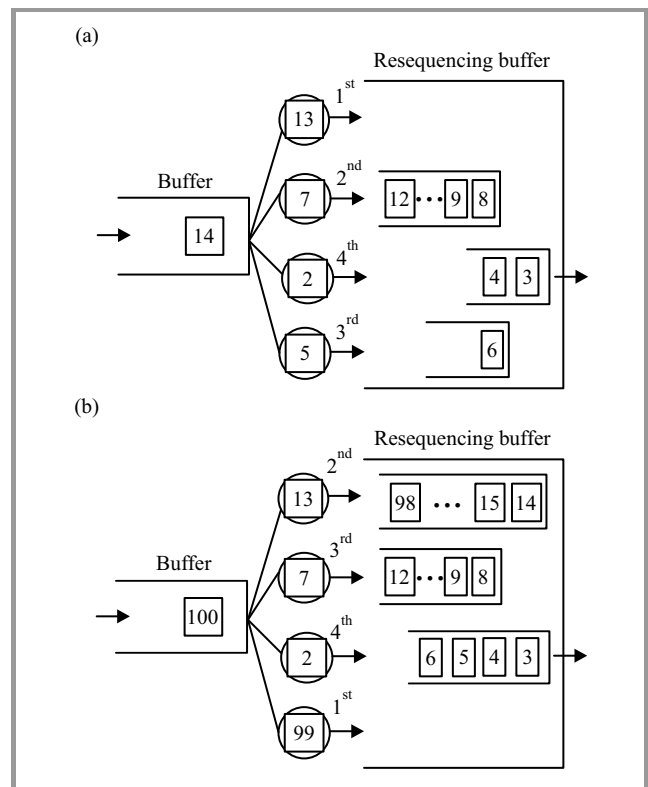 (a)
Resequencing buffer
13 1st
Buffer
7 2nd 12 ••• 9 8
14
2 4th 4 3
5 3rd 6
(b)
Resequencing buffer
13 2nd 98 ••• 15 14
Buffer
7 3rd 12 ••• 9 8
100
2 4th 6 5 4 3
99 1st